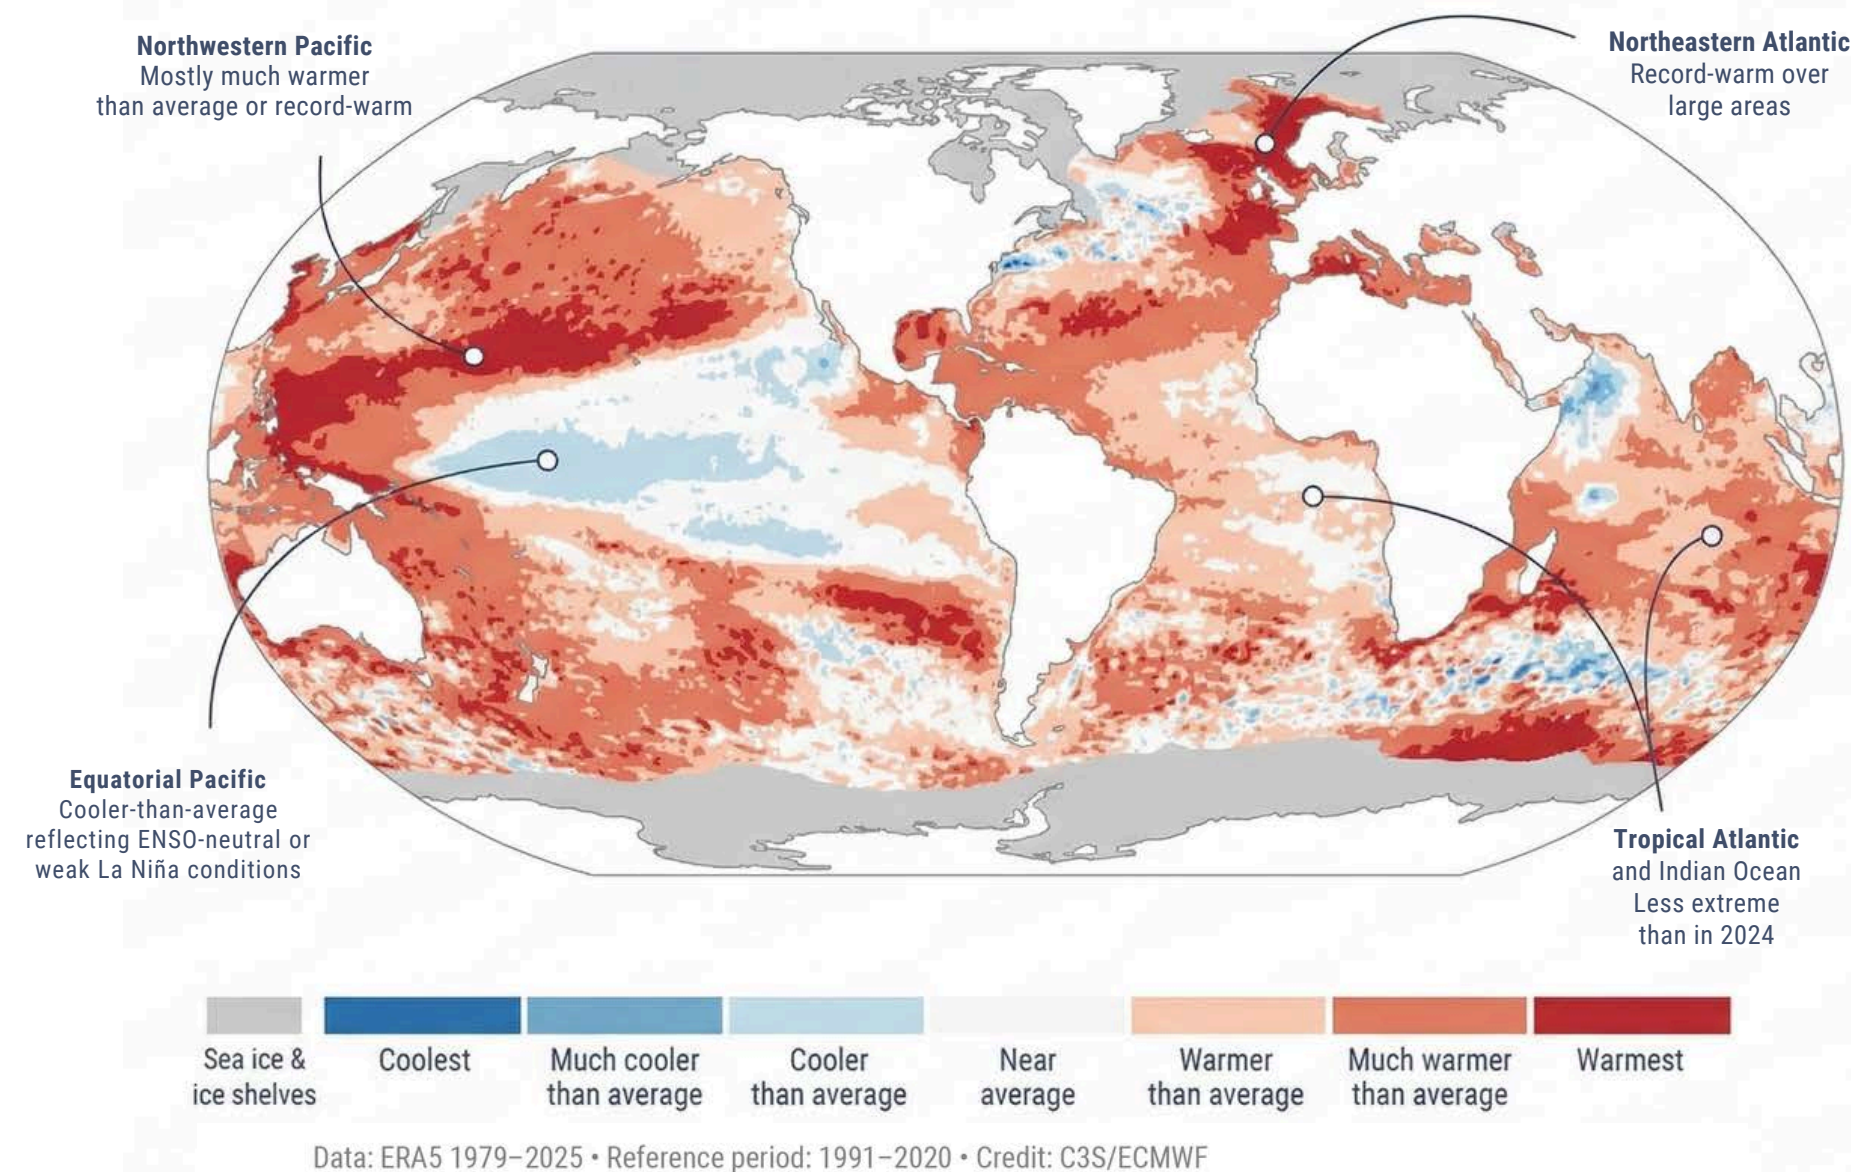 Northwestern Pacific
Mostly much warmer
than average or record-warm
Northeastern Atlantic
Record-warm over
large areas
Equatorial Pacific
Cooler-than-average
reflecting ENSO-neutral or
weak La Niña conditions
Tropical Atlantic
and Indian Ocean
Less extreme
than in 2024
Sea ice &
ice shelves
Coolest
Much cooler
than average
Cooler
than average
Near
average
Warmer
than average
Much warmer
than average
Warmest
Data: ERA5 1979–2025 • Reference period: 1991–2020 • Credit: C3S/ECMWF